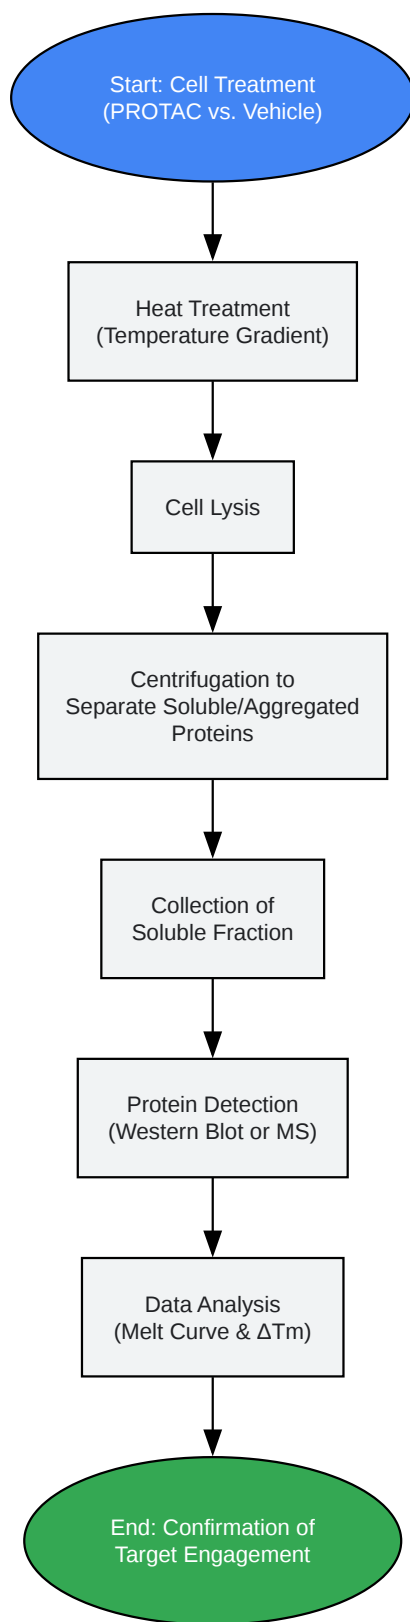 Start: Cell Treatment
(PROTAC vs. Vehicle)
Heat Treatment
(Temperature Gradient)
Cell Lysis
Centrifugation to
Separate Soluble/Aggregated
Proteins
Collection of
Soluble Fraction
Protein Detection
(Western Blot or MS)
Data Analysis
(Melt Curve & ΔTm)
End: Confirmation of
Target Engagement